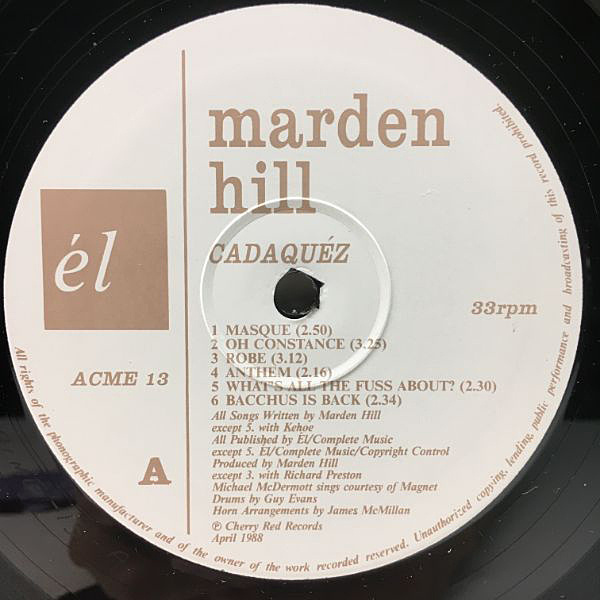 marden
hill
él
CADAQUÉZ
33rpm
1 MASQUE (2.50)
2 OH CONSTANCE (3.25)
3 ROBE (3.12)
4 ANTHEM (2.16)
5 WHAT'S ALL THE FUSS ABOUT? (2.30)
6 BACCHUS IS BACK (2.34)
ACME 13
A
All Songs Written by Marden Hill
except 5. with Kehoe
All Published by El/Complete Music
except 5. El/Complete Music/Copyright Control
Produced by Marden Hill
except 3. with Richard Preston
Michael McDermott sings courtesy of Magnet
Drums by Guy Evans
Horn Arrangements by James McMillan
℗ Cherry Red Records
April 1988
All rights of the phonographic manufacturer and of the owner of the work recorded reserved. Unauthorized copying, lending, public performance and broadcasting of this record prohibited.